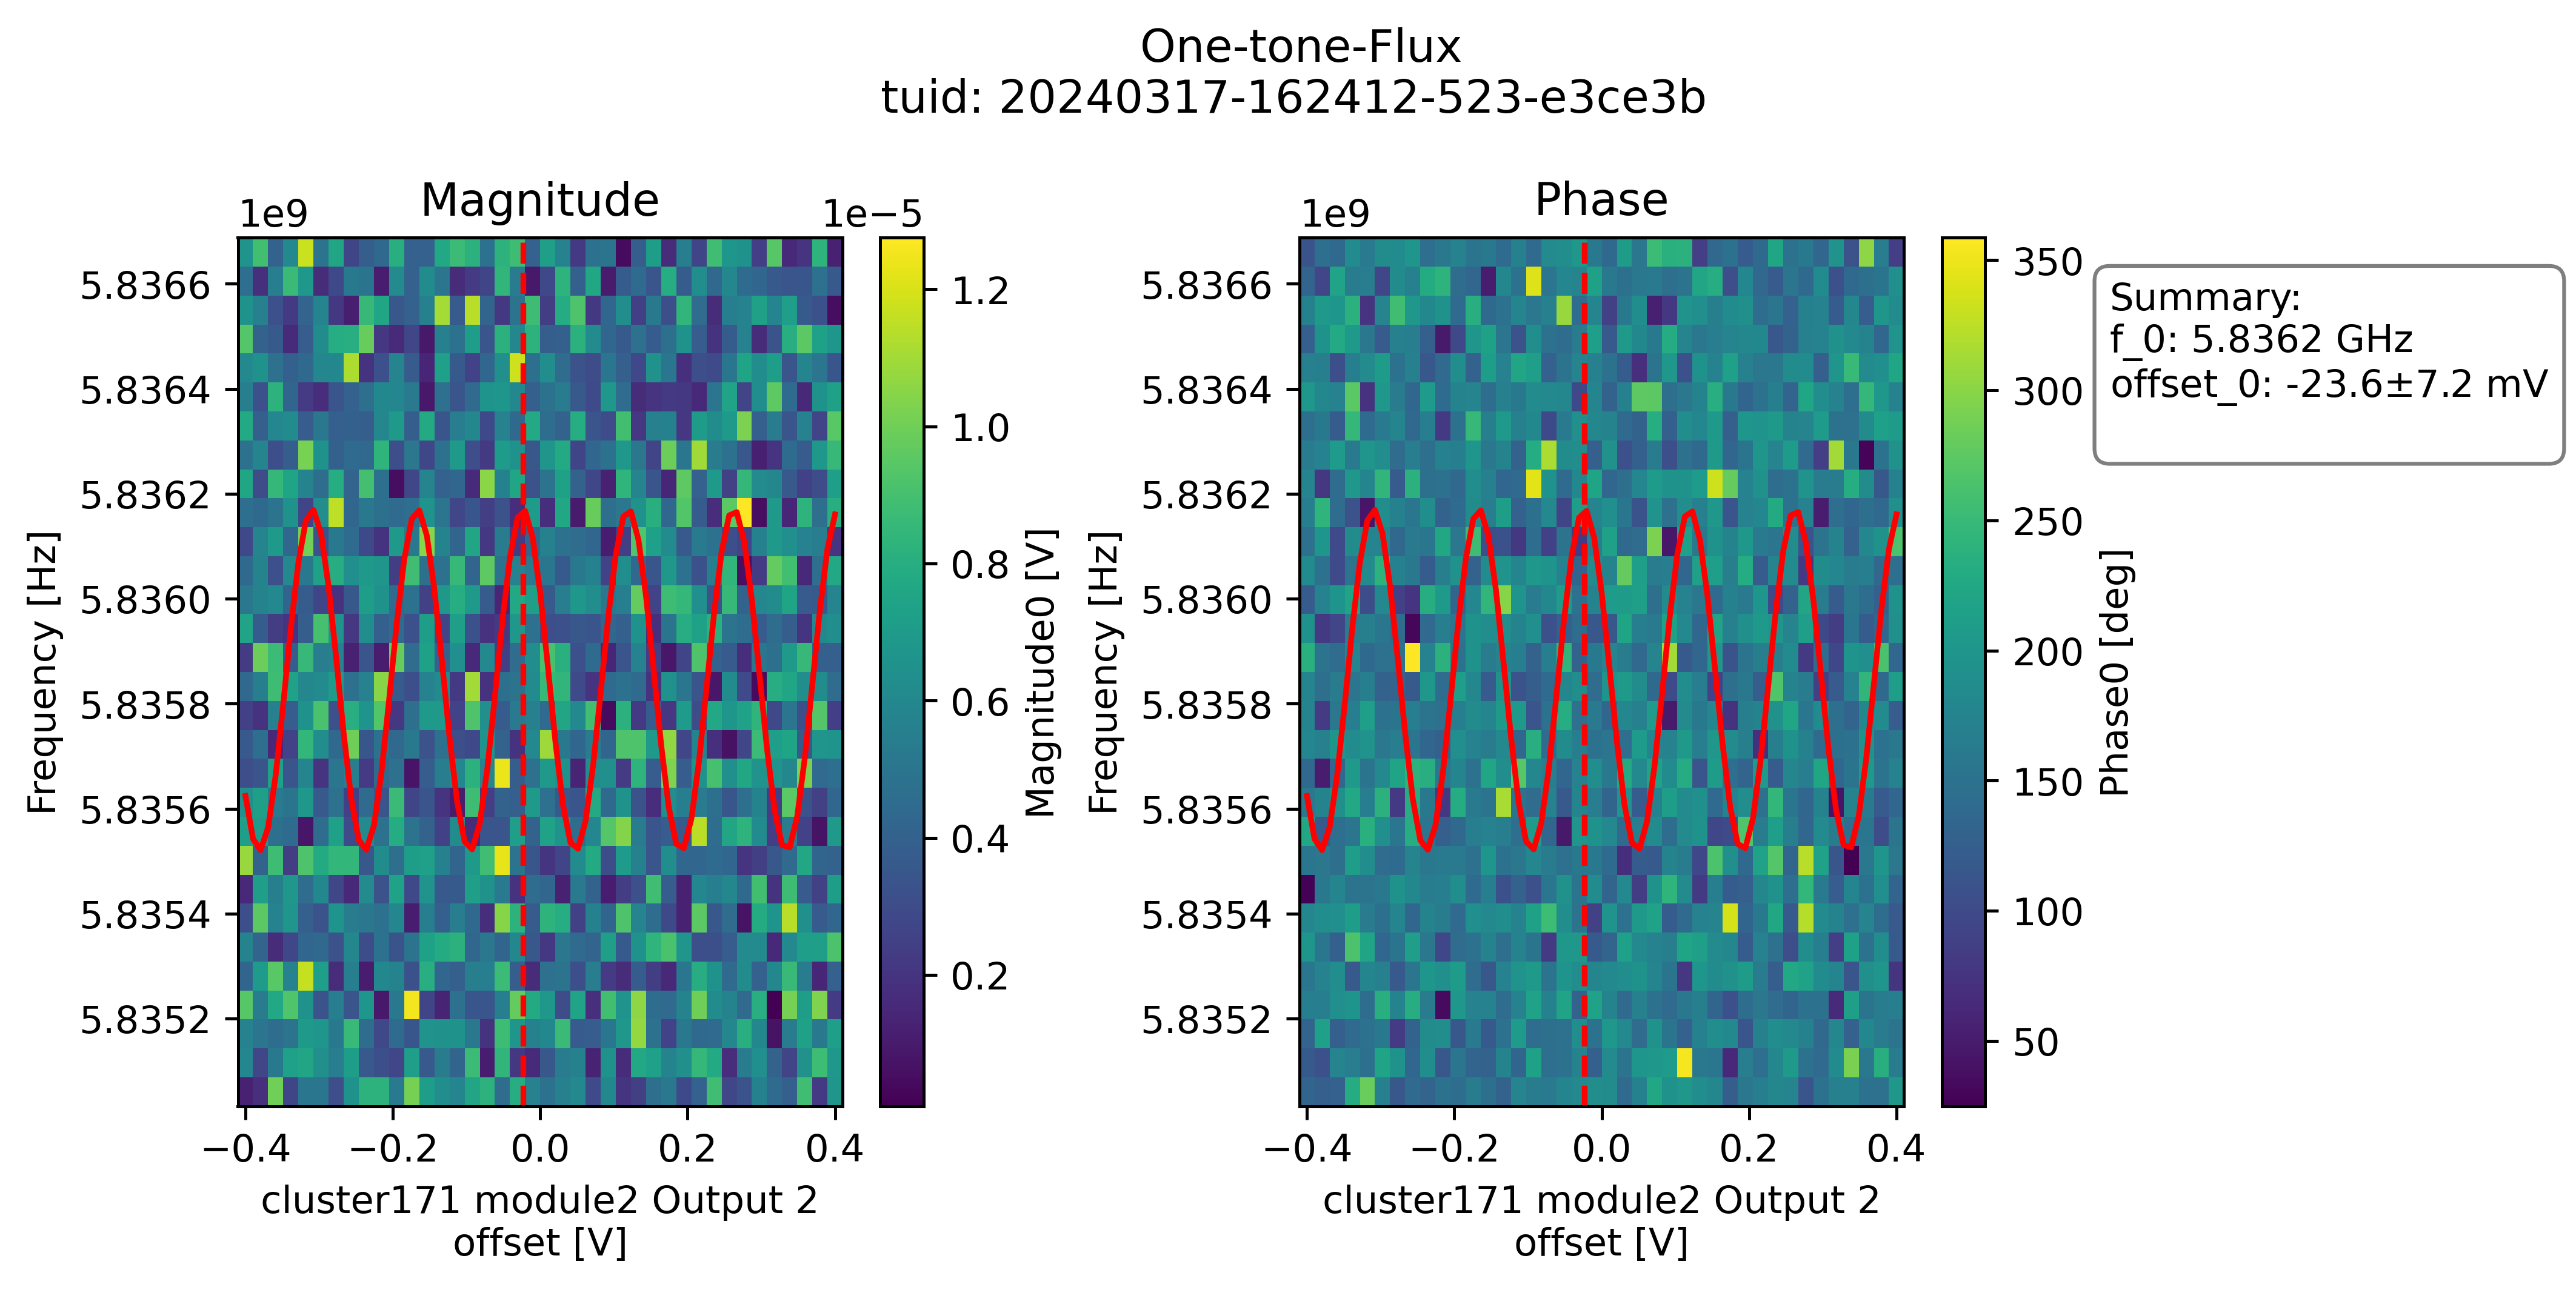 One-tone-Flux
tuid: 20240317-162412-523-e3ce3b
Magnitude
1e9
1e−5
5.8366
5.8364
5.8362
5.8360
5.8358
5.8356
5.8354
5.8352
Frequency [Hz]
−0.4
−0.2
0.0
0.2
0.4
cluster171 module2 Output 2
offset [V]
1.2
1.0
0.8
0.6
0.4
0.2
Magnitude0 [V]
Phase
1e9
5.8366
5.8364
5.8362
5.8360
5.8358
5.8356
5.8354
5.8352
Frequency [Hz]
−0.4
−0.2
0.0
0.2
0.4
cluster171 module2 Output 2
offset [V]
350
300
250
200
150
100
50
Phase0 [deg]
Summary:
f_0: 5.8362 GHz
offset_0: -23.6±7.2 mV